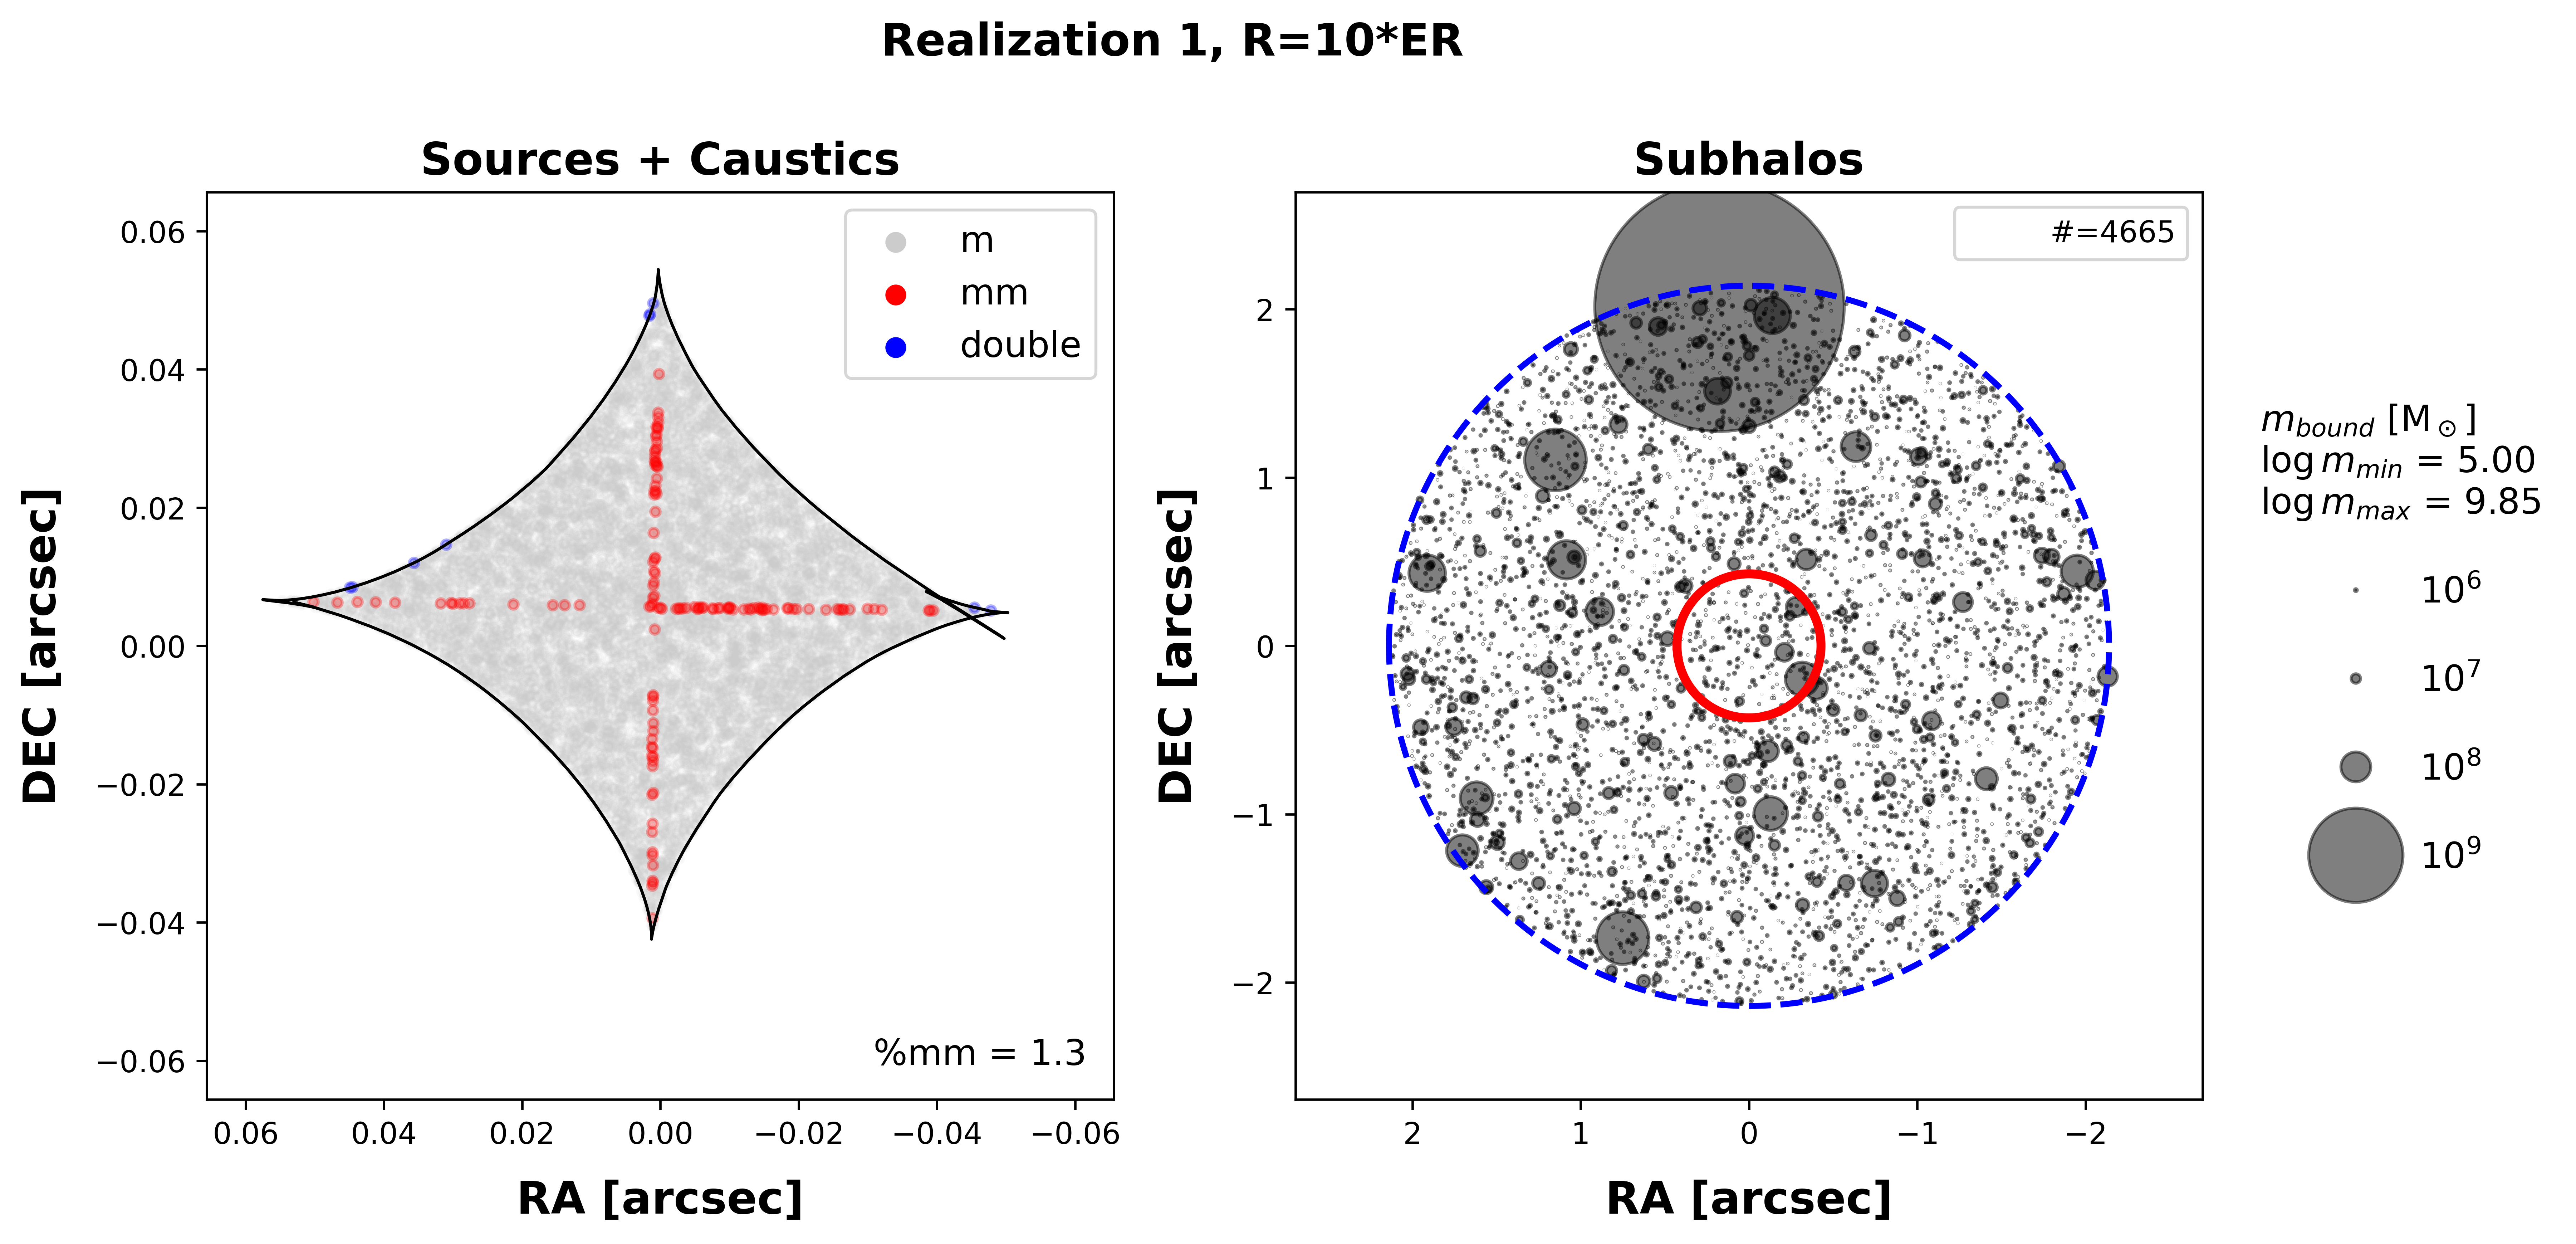 Realization 1, R=10*ER
Sources + Caustics
m
mm
double
%mm = 1.3
0.06
0.04
0.02
0.00
−0.02
−0.04
−0.06
DEC [arcsec]
0.06
0.04
0.02
0.00
−0.02
−0.04
−0.06
RA [arcsec]
Subhalos
#=4665
2
1
0
−1
−2
DEC [arcsec]
2
1
0
−1
−2
RA [arcsec]
m_bound [M_⊙]
log m_min = 5.00
log m_max = 9.85
10^6
10^7
10^8
10^9